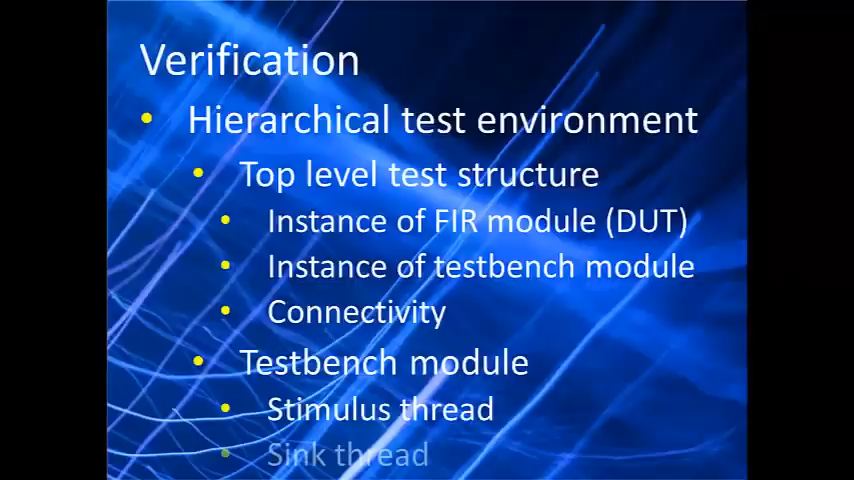 Verification
• Hierarchical test environment
• Top level test structure
• Instance of FIR module (DUT)
• Instance of testbench module
• Connectivity
• Testbench module
• Stimulus thread
• Sink thread